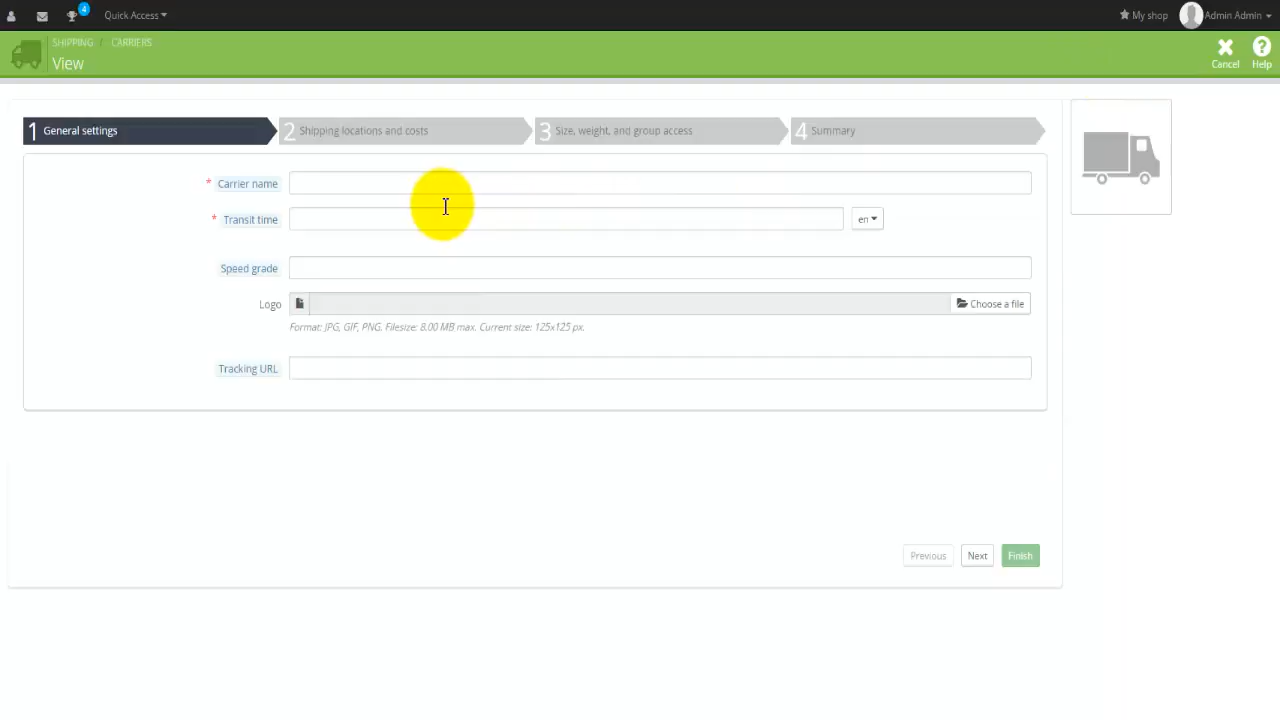 4 Quick Access My shop Admin Admin
SHIPPING / CARRIERS
View
Cancel Help
1 General settings 2 Shipping locations and costs 3 Size, weight, and group access 4 Summary
* Carrier name
* Transit time en
Speed grade
Logo Choose a file
Format: JPG, GIF, PNG. Filesize: 8.00 MB max. Current size: 125x125 px.
Tracking URL
Previous Next Finish